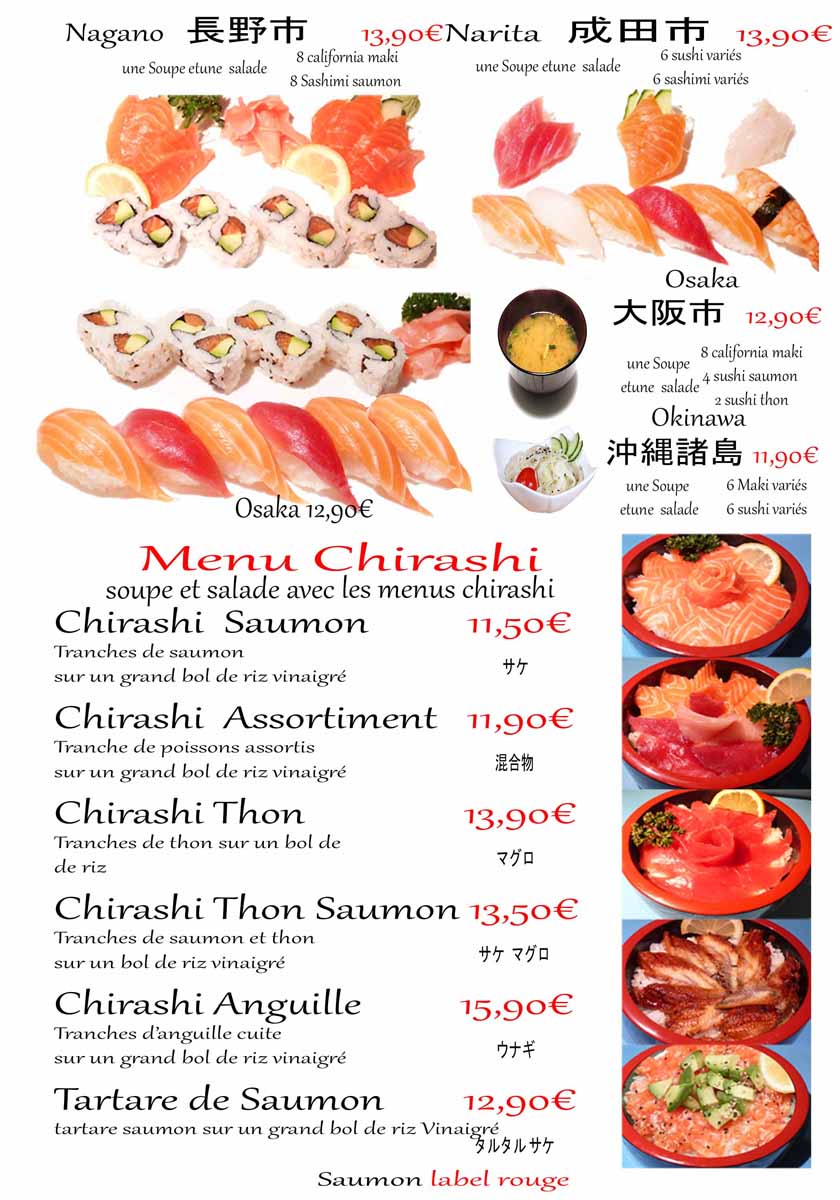 Nagano 長野市 13,90€
une Soupe etune salade
8 california maki
8 Sashimi saumon
Narita 成田市 13,90€
une Soupe etune salade
6 sushi variés
6 sashimi variés
Osaka
大阪市 12,90€
une Soupe
etune salade
8 california maki
4 sushi saumon
2 sushi thon
Okinawa
沖縄諸島 11,90€
une Soupe
etune salade
6 Maki variés
6 sushi variés
Osaka 12,90€
Menu Chirashi
soupe et salade avec les menus chirashi
Chirashi Saumon 11,50€
Tranches de saumon
sur un grand bol de riz vinaigré
サケ
Chirashi Assortiment 11,90€
Tranche de poissons assortis
sur un grand bol de riz vinaigré
混合物
Chirashi Thon 13,90€
Tranches de thon sur un bol de
de riz
マグロ
Chirashi Thon Saumon 13,50€
Tranches de saumon et thon
sur un bol de riz vinaigré
サケ マグロ
Chirashi Anguille 15,90€
Tranches d'anguille cuite
sur un grand bol de riz vinaigré
ウナギ
Tartare de Saumon 12,90€
tartare saumon sur un grand bol de riz Vinaigré
タルタルサケ
Saumon label rouge